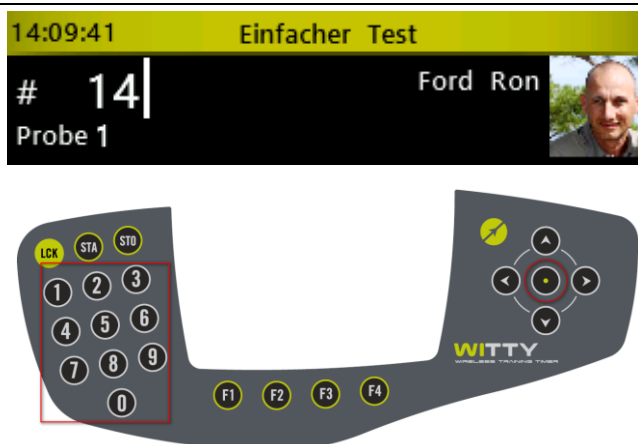 14:09:41 Einfacher Test
# 14 Ford Ron
Probe 1
LCK STA STO
1 2 3
4 5 6
7 8 9
0
F1 F2 F3 F4
WITTY
WIRELESS TRAINING TIMER